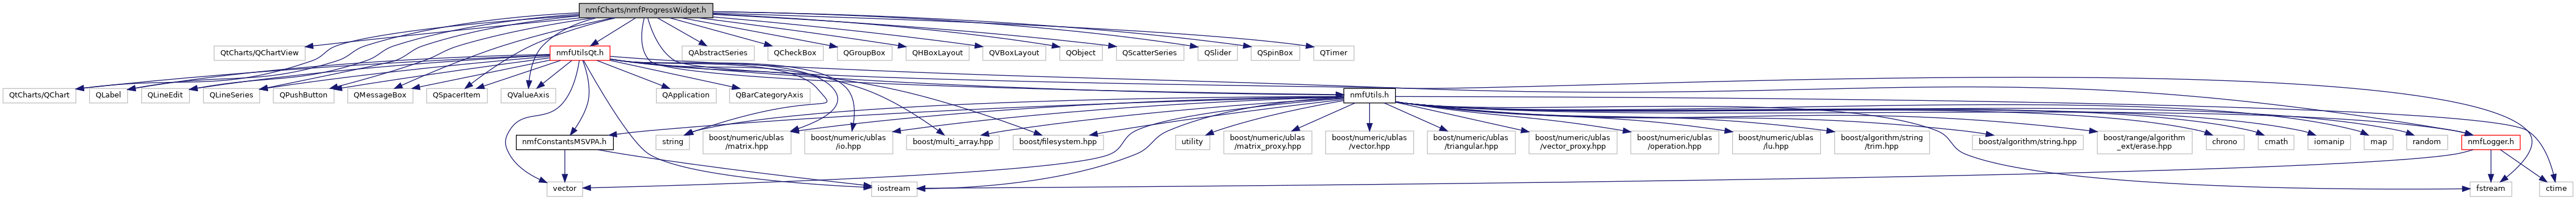 nmfCharts/nmfProgressWidget.h
QtCharts/QChartView
nmfUtilsQt.h
QAbstractSeries
QCheckBox
QGroupBox
QHBoxLayout
QVBoxLayout
QObject
QScatterSeries
QSlider
QSpinBox
QTimer
QtCharts/QChart
QLabel
QLineEdit
QLineSeries
QPushButton
QMessageBox
QSpacerItem
QValueAxis
QApplication
QBarCategoryAxis
nmfUtils.h
nmfConstantsMSVPA.h
string
boost/numeric/ublas
/matrix.hpp
boost/numeric/ublas
/io.hpp
boost/multi_array.hpp
boost/filesystem.hpp
utility
boost/numeric/ublas
/matrix_proxy.hpp
boost/numeric/ublas
/vector.hpp
boost/numeric/ublas
/triangular.hpp
boost/numeric/ublas
/vector_proxy.hpp
boost/numeric/ublas
/operation.hpp
boost/numeric/ublas
/lu.hpp
boost/algorithm/string
/trim.hpp
boost/algorithm/string.hpp
boost/range/algorithm
_ext/erase.hpp
chrono
cmath
iomanip
map
random
nmfLogger.h
vector
iostream
fstream
ctime